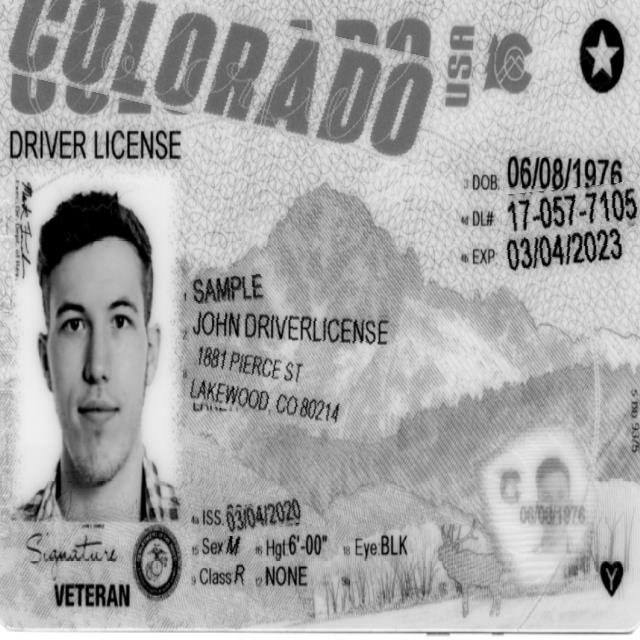 COLORADO
USA
DRIVER LICENSE
3 DOB 06/08/1976
4d DL# 17-057-7105
4b EXP 03/04/2023
1 SAMPLE
2 JOHN DRIVERLICENSE
8 1881 PIERCE ST
LAKEWOOD, CO 80214
4a ISS 03/04/2020
15 Sex M 16 Hgt 6'-00" 18 Eye BLK
9 Class R 12 NONE
Signature
VETERAN
C
06/08/1976
Y